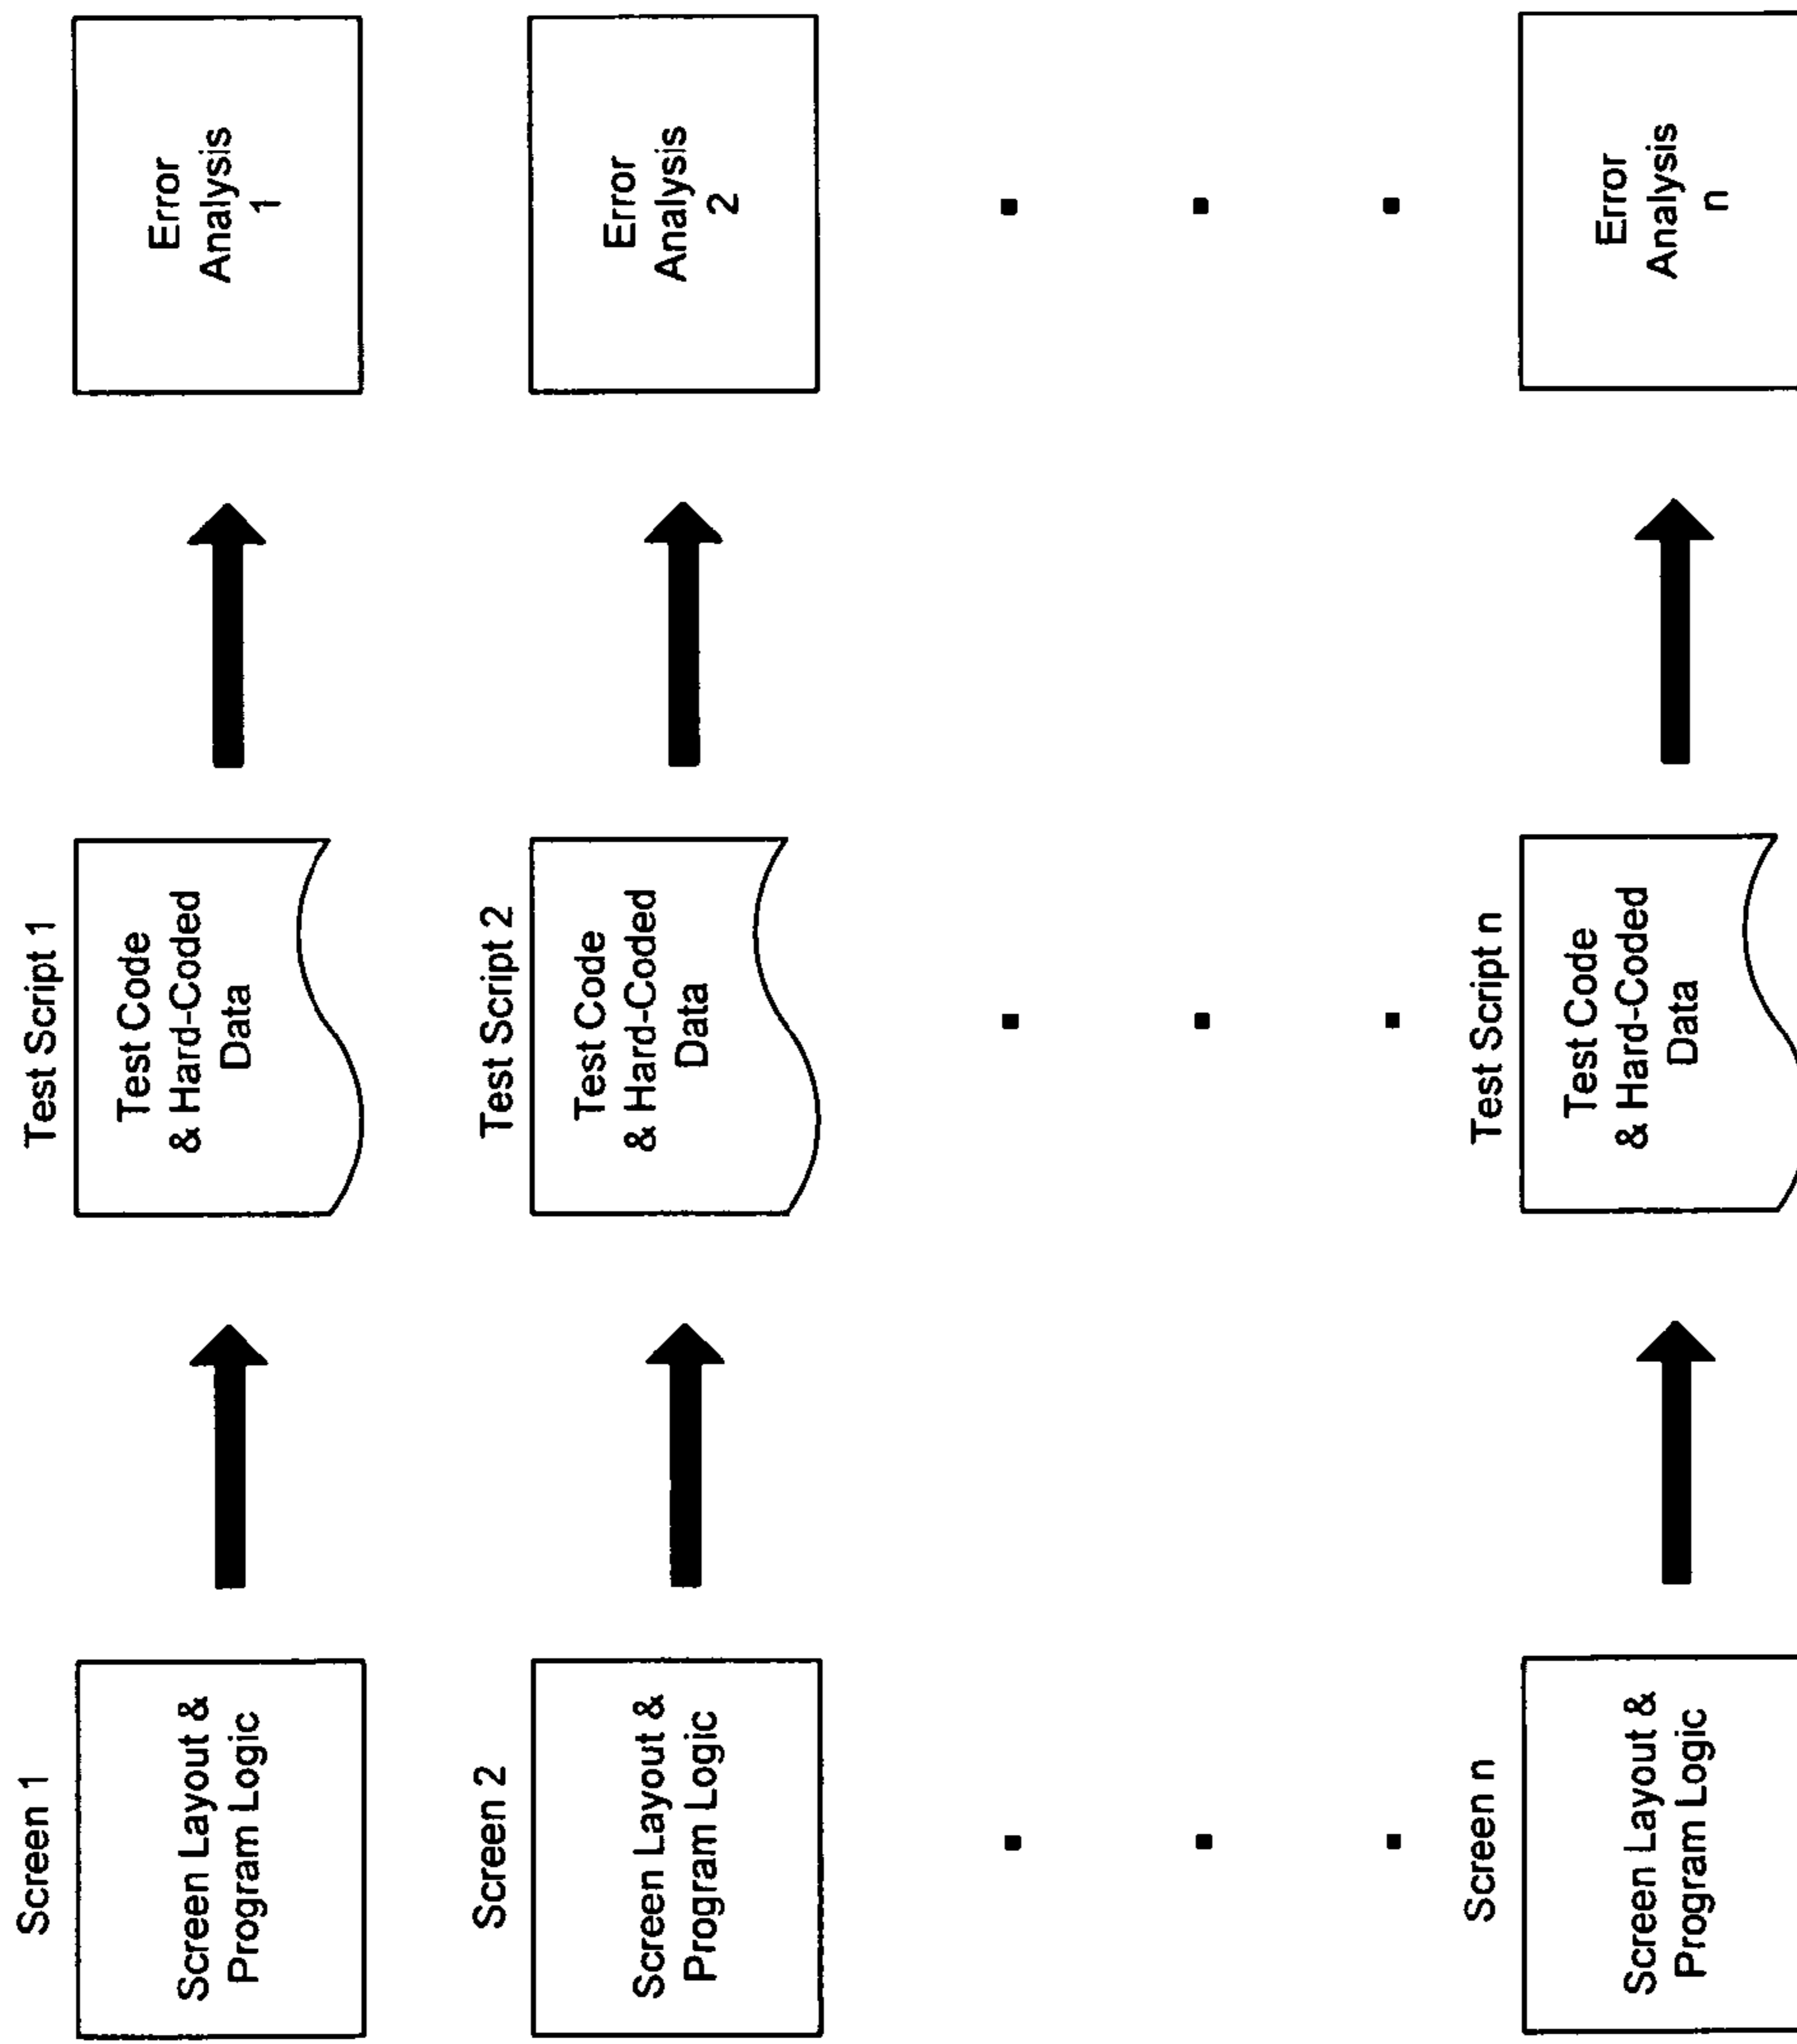 Screen 1
Screen Layout &
Program Logic
Test Script 1
Test Code
& Hard-Coded
Data
Error
Analysis
1
Screen 2
Screen Layout &
Program Logic
Test Script 2
Test Code
& Hard-Coded
Data
Error
Analysis
2
Screen n
Screen Layout &
Program Logic
Test Script n
Test Code
& Hard-Coded
Data
Error
Analysis
n